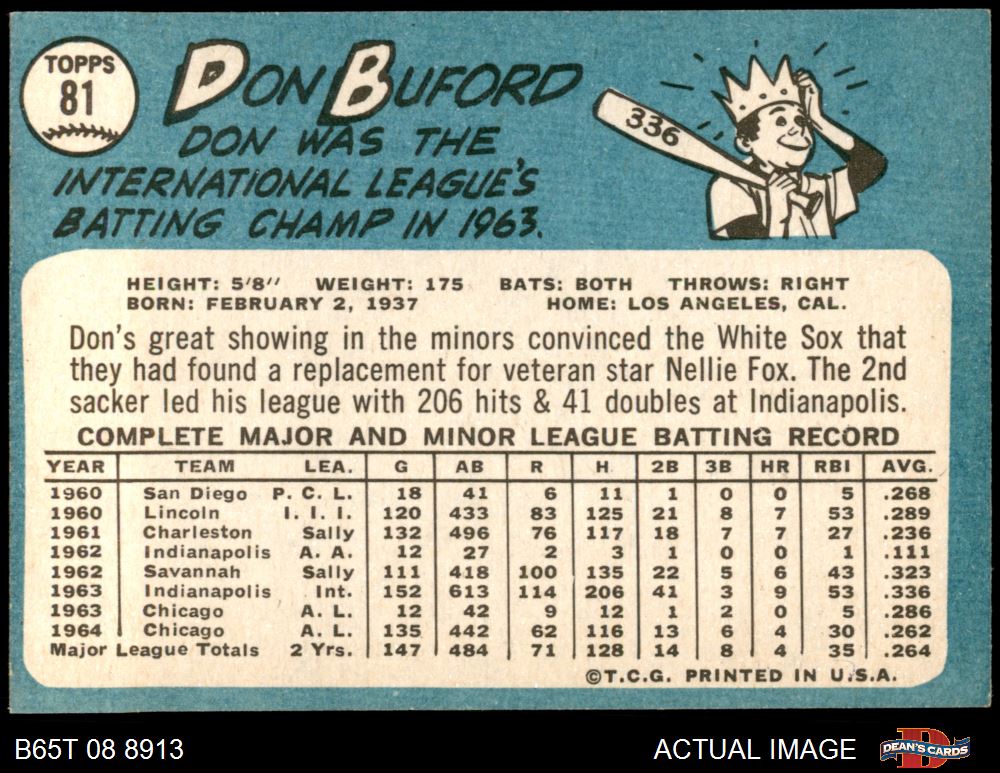 TOPPS
81
DON BUFORD
DON WAS THE
INTERNATIONAL LEAGUE'S
BATTING CHAMP IN 1963.
336
HEIGHT: 5'8" WEIGHT: 175 BATS: BOTH THROWS: RIGHT
BORN: FEBRUARY 2, 1937 HOME: LOS ANGELES, CAL.
Don's great showing in the minors convinced the White Sox that
they had found a replacement for veteran star Nellie Fox. The 2nd
sacker led his league with 206 hits & 41 doubles at Indianapolis.
COMPLETE MAJOR AND MINOR LEAGUE BATTING RECORD
YEAR TEAM LEA. G AB R H 2B 3B HR RBI AVG.
1960 San Diego P. C. L. 18 41 6 11 1 0 0 5 .268
1960 Lincoln I. I. I. 120 433 83 125 21 8 7 53 .289
1961 Charleston Sally 132 496 76 117 18 7 7 27 .236
1962 Indianapolis A. A. 12 27 2 3 1 0 0 1 .111
1962 Savannah Sally 111 418 100 135 22 5 6 43 .323
1963 Indianapolis Int. 152 613 114 206 41 3 9 53 .336
1963 Chicago A. L. 12 42 9 12 1 2 0 5 .286
1964 Chicago A. L. 135 442 62 116 13 6 4 30 .262
Major League Totals 2 Yrs. 147 484 71 128 14 8 4 35 .264
©T.C.G. PRINTED IN U.S.A.
B65T 08 8913 ACTUAL IMAGE DEAN'S CARDS